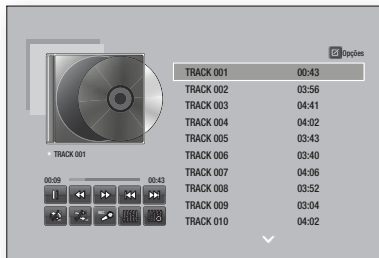 Opções
TRACK 001 00:43
TRACK 002 03:56
TRACK 003 04:41
TRACK 004 04:02
TRACK 005 03:43
TRACK 006 03:40
TRACK 007 04:06
TRACK 008 03:52
TRACK 009 03:04
TRACK 010 04:02
TRACK 001
00:09 00:43